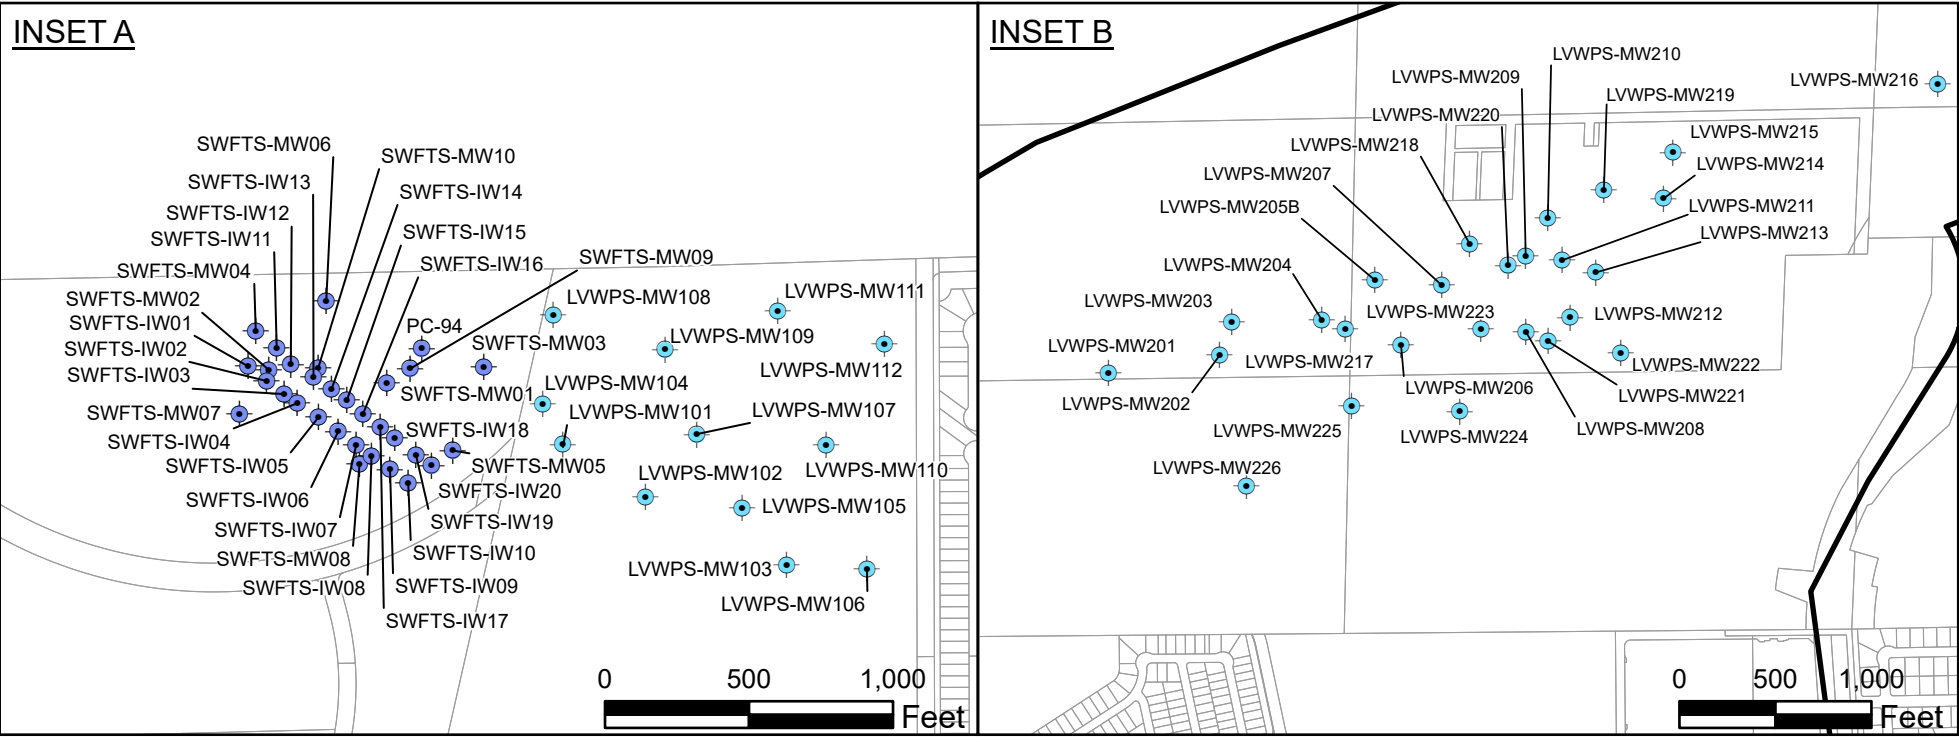 INSET A
SWFTS-MW06
SWFTS-MW10
SWFTS-IW13
SWFTS-IW14
SWFTS-IW12
SWFTS-IW15
SWFTS-IW11
SWFTS-MW09
SWFTS-IW16
SWFTS-MW04
SWFTS-MW02
SWFTS-IW01
SWFTS-IW02
SWFTS-IW03
SWFTS-MW07
SWFTS-IW04
SWFTS-IW05
SWFTS-IW06
SWFTS-IW07
SWFTS-MW08
SWFTS-IW08
PC-94
SWFTS-MW03
SWFTS-MW01
SWFTS-IW18
SWFTS-MW05
SWFTS-IW20
SWFTS-IW19
SWFTS-IW10
SWFTS-IW09
SWFTS-IW17
LVWPS-MW108
LVWPS-MW111
LVWPS-MW109
LVWPS-MW112
LVWPS-MW104
LVWPS-MW101
LVWPS-MW107
LVWPS-MW102
LVWPS-MW110
LVWPS-MW105
LVWPS-MW103
LVWPS-MW106
0 500 1,000
Feet
INSET B
LVWPS-MW210
LVWPS-MW209
LVWPS-MW216
LVWPS-MW219
LVWPS-MW220
LVWPS-MW215
LVWPS-MW218
LVWPS-MW214
LVWPS-MW207
LVWPS-MW205B
LVWPS-MW211
LVWPS-MW213
LVWPS-MW204
LVWPS-MW203
LVWPS-MW223
LVWPS-MW212
LVWPS-MW201
LVWPS-MW217
LVWPS-MW222
LVWPS-MW206
LVWPS-MW221
LVWPS-MW202
LVWPS-MW225
LVWPS-MW224
LVWPS-MW208
LVWPS-MW226
0 500 1,000
Feet